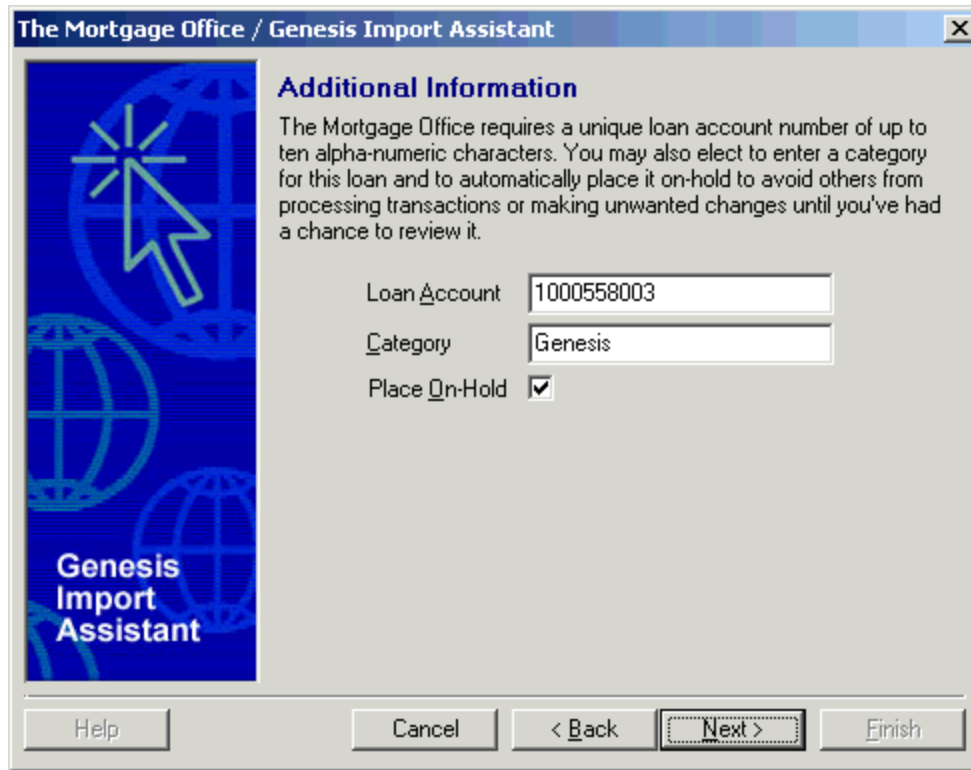 The Mortgage Office / Genesis Import Assistant
Additional Information
The Mortgage Office requires a unique loan account number of up to
ten alpha-numeric characters. You may also elect to enter a category
for this loan and to automatically place it on-hold to avoid others from
processing transactions or making unwanted changes until you've had
a chance to review it.
Loan Account 1000558003
Category Genesis
Place On-Hold
Genesis
Import
Assistant
Help Cancel < Back Next > Finish